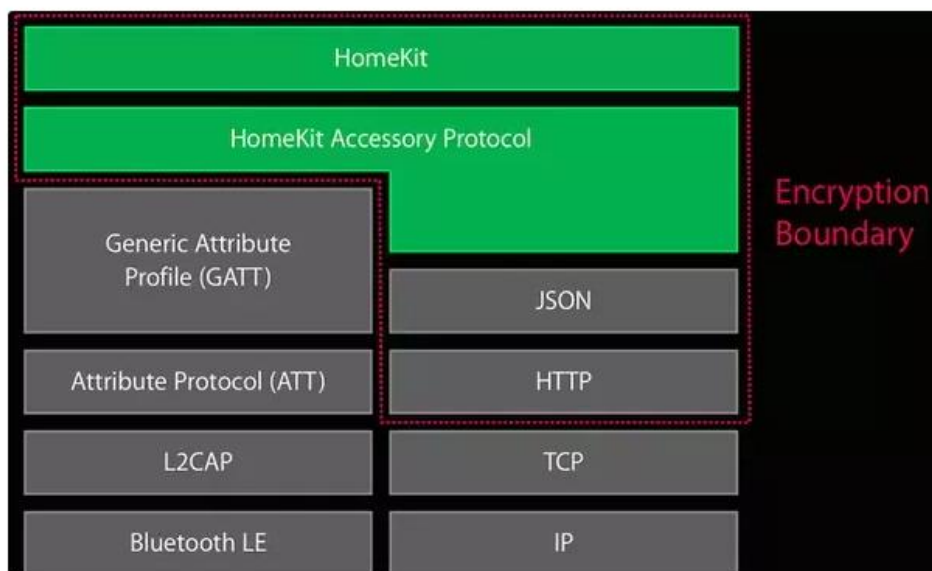 HomeKit
HomeKit Accessory Protocol
Encryption
Boundary
Generic Attribute
Profile (GATT)
JSON
Attribute Protocol (ATT)
HTTP
L2CAP
TCP
Bluetooth LE
IP